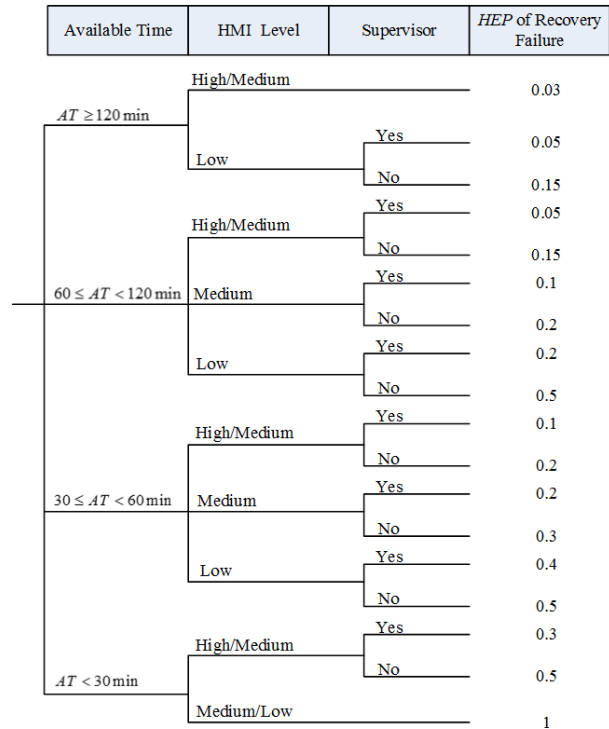 Available Time HMI Level Supervisor HEP of Recovery
Failure
High/Medium
0.03
AT ≥ 120 min
Yes
0.05
Low
No
0.15
Yes
0.05
High/Medium
No
0.15
Yes
0.1
60 ≤ AT < 120 min Medium
No
0.2
Yes
0.2
Low
No
0.5
Yes
0.1
High/Medium
No
0.2
Yes
0.2
30 ≤ AT < 60 min Medium
No
0.3
Yes
0.4
Low
No
0.5
Yes
0.3
High/Medium
No
0.5
AT < 30 min
Medium/Low
1